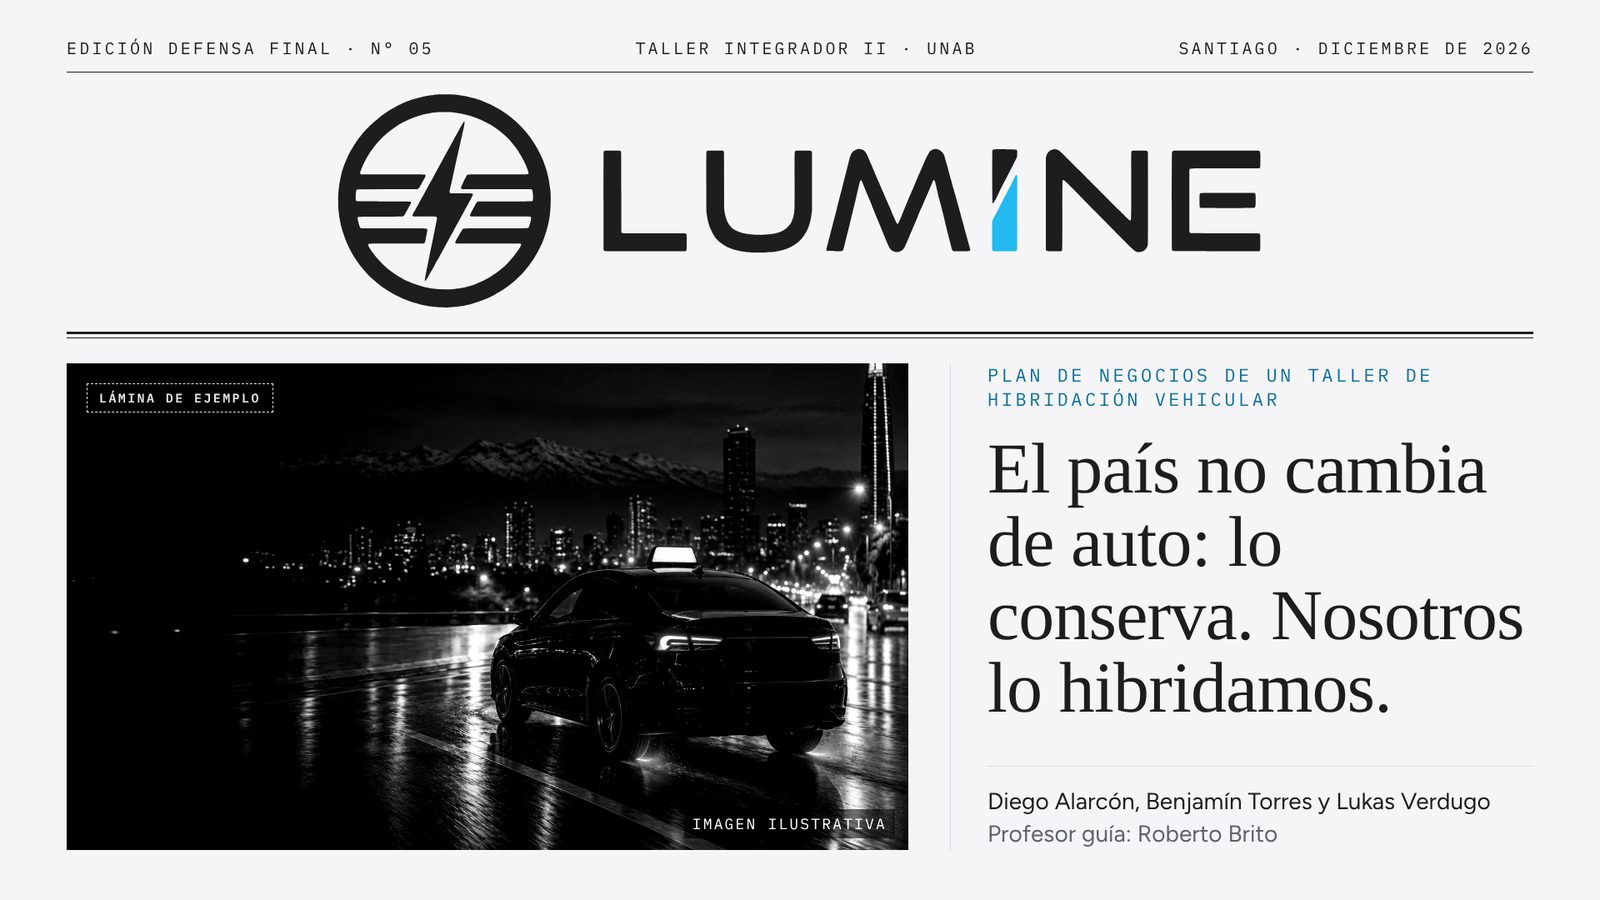 EDICIÓN DEFENSA FINAL · Nº 05
TALLER INTEGRADOR II · UNAB
SANTIAGO · DICIEMBRE DE 2026
LUMINE
LÁMINA DE EJEMPLO
IMAGEN ILUSTRATIVA
PLAN DE NEGOCIOS DE UN TALLER DE
HIBRIDACIÓN VEHICULAR
El país no cambia
de auto: lo
conserva. Nosotros
lo hibridamos.
Diego Alarcón, Benjamín Torres y Lukas Verdugo
Profesor guía: Roberto Brito